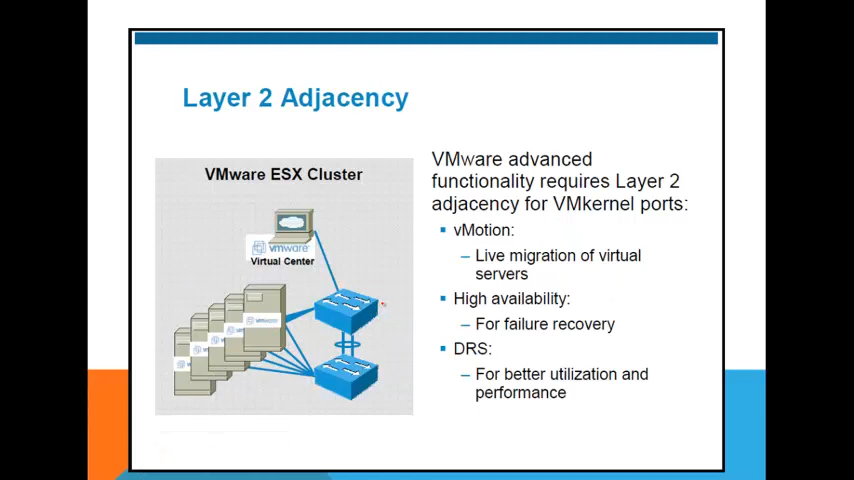 Layer 2 Adjacency
VMware ESX Cluster
vmware
Virtual Center
vmware
VMware advanced
functionality requires Layer 2
adjacency for VMkernel ports:
▪ vMotion:
– Live migration of virtual
servers
▪ High availability:
– For failure recovery
▪ DRS:
– For better utilization and
performance